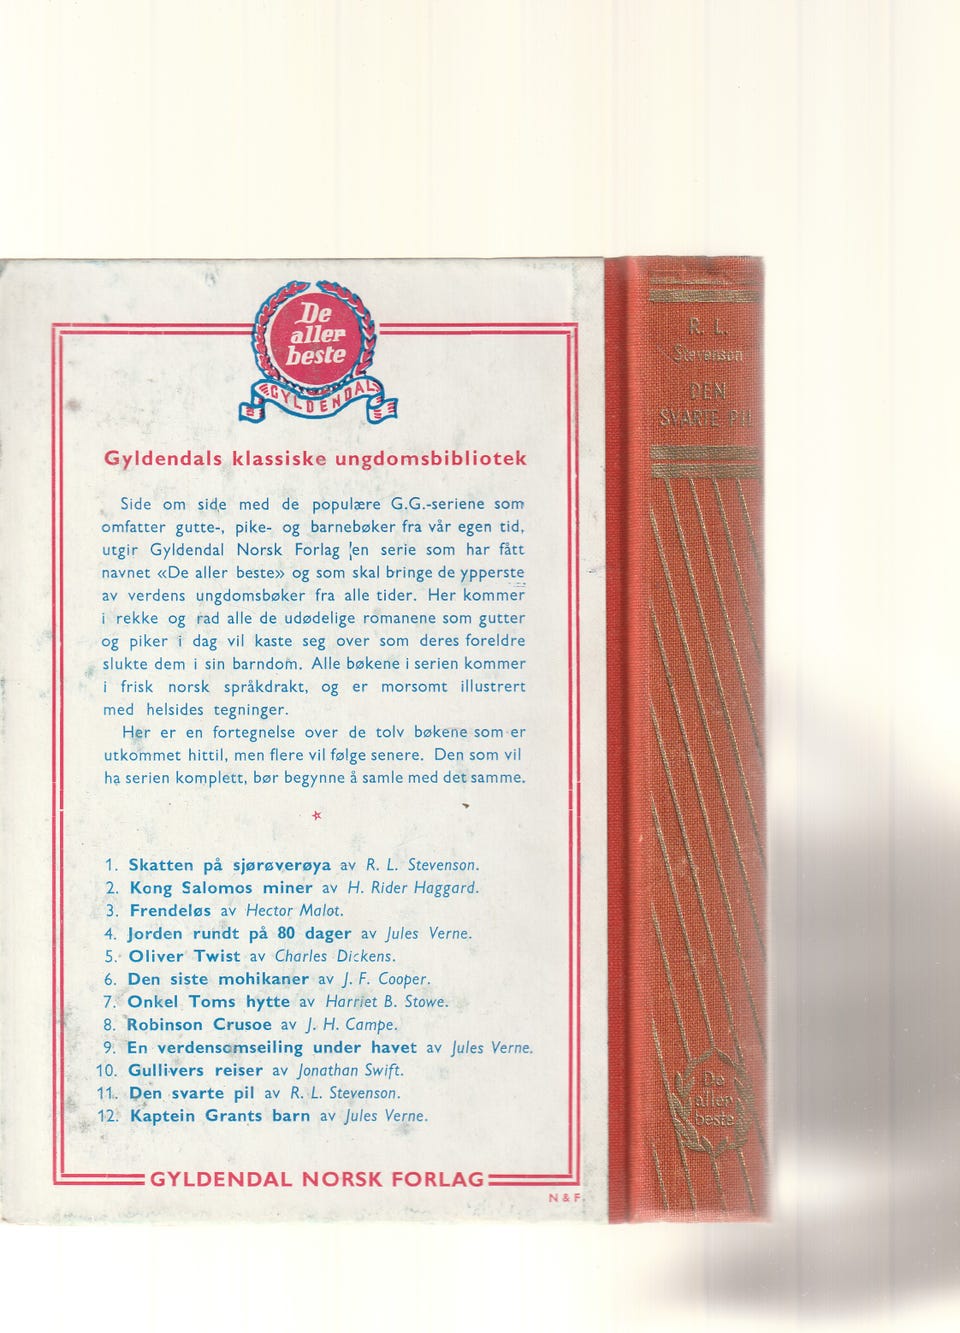 De
aller
beste
GYLDENDAL
Gyldendals klassiske ungdomsbibliotek
Side om side med de populære G.G.-seriene som
omfatter gutte-, pike- og barnebøker fra vår egen tid,
utgir Gyldendal Norsk Forlag en serie som har fått
navnet «De aller beste» og som skal bringe de ypperste
av verdens ungdomsbøker fra alle tider. Her kommer
i rekke og rad alle de udødelige romanene som gutter
og piker i dag vil kaste seg over som deres foreldre
slukte dem i sin barndom. Alle bøkene i serien kommer
i frisk norsk språkdrakt, og er morsomt illustrert
med helsides tegninger.
Her er en fortegnelse over de tolv bøkene som er
utkommet hittil, men flere vil følge senere. Den som vil
ha serien komplett, bør begynne å samle med det samme.
1. Skatten på sjørøverøya av R. L. Stevenson.
2. Kong Salomos miner av H. Rider Haggard.
3. Frendeløs av Hector Malot.
4. Jorden rundt på 80 dager av Jules Verne.
5. Oliver Twist av Charles Dickens.
6. Den siste mohikaner av J. F. Cooper.
7. Onkel Toms hytte av Harriet B. Stowe.
8. Robinson Crusoe av J. H. Campe.
9. En verdensomseiling under havet av Jules Verne.
10. Gullivers reiser av Jonathan Swift.
11. Den svarte pil av R. L. Stevenson.
12. Kaptein Grants barn av Jules Verne.
GYLDENDAL NORSK FORLAG
N & F.
R. L.
Stevenson
DEN
SVARTE PIL
De
aller
beste